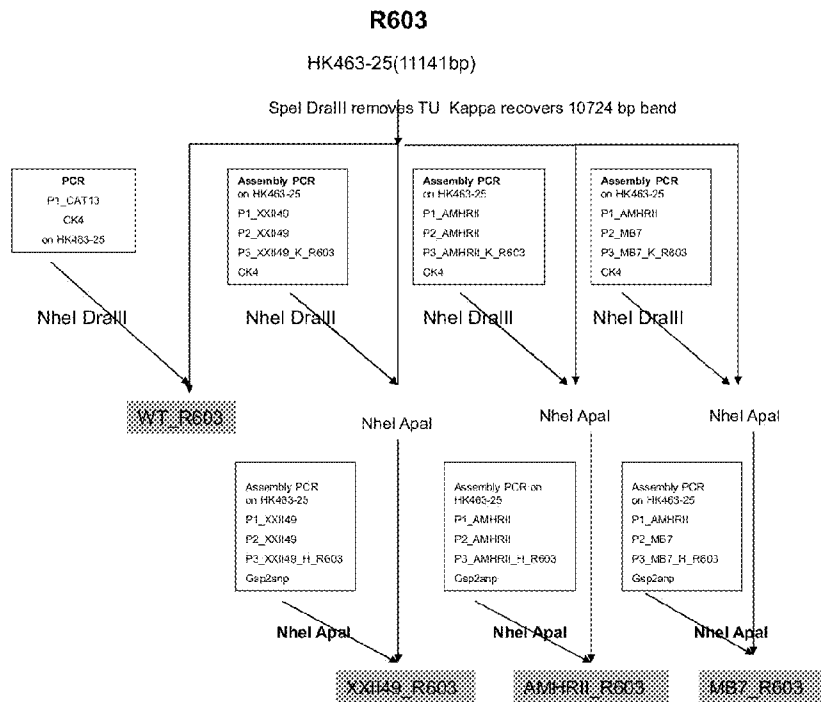 R603
HK463-25(11141bp)
SpeI DraIII removes TU Kappa recovers 10724 bp band
PCR
P1_CAT13
CK4
on HK463-25
Assembly PCR
on HK463-25
P1_XXII49
P2_XXII49
P3_XXII49_K_R603
CK4
Assembly PCR
on HK463-25
P1_AMHRII
P2_AMHRII
P3_AMHRII_K_R603
CK4
Assembly PCR
on HK463-25
P1_AMHRII
P2_MB7
P3_MB7_K_R603
CK4
NheI DraIII
NheI DraIII
NheI DraIII
NheI DraIII
WT_R603
NheI ApaI
NheI ApaI
NheI ApaI
Assembly PCR
on HK463-25
P1_XXII49
P2_XXII49
P3_XXII49_H_R603
Gsp2anp
Assembly PCR on
HK463-25
P1_AMHRII
P2_AMHRII
P3_AMHRII_H_R603
Gsp2anp
Assembly PCR
on HK463-25
P1_AMHRII
P2_MB7
P3_MB7_H_R603
Gsp2anp
NheI ApaI
NheI ApaI
NheI ApaI
XXII49_R603
AMHRII_R603
MB7_R603